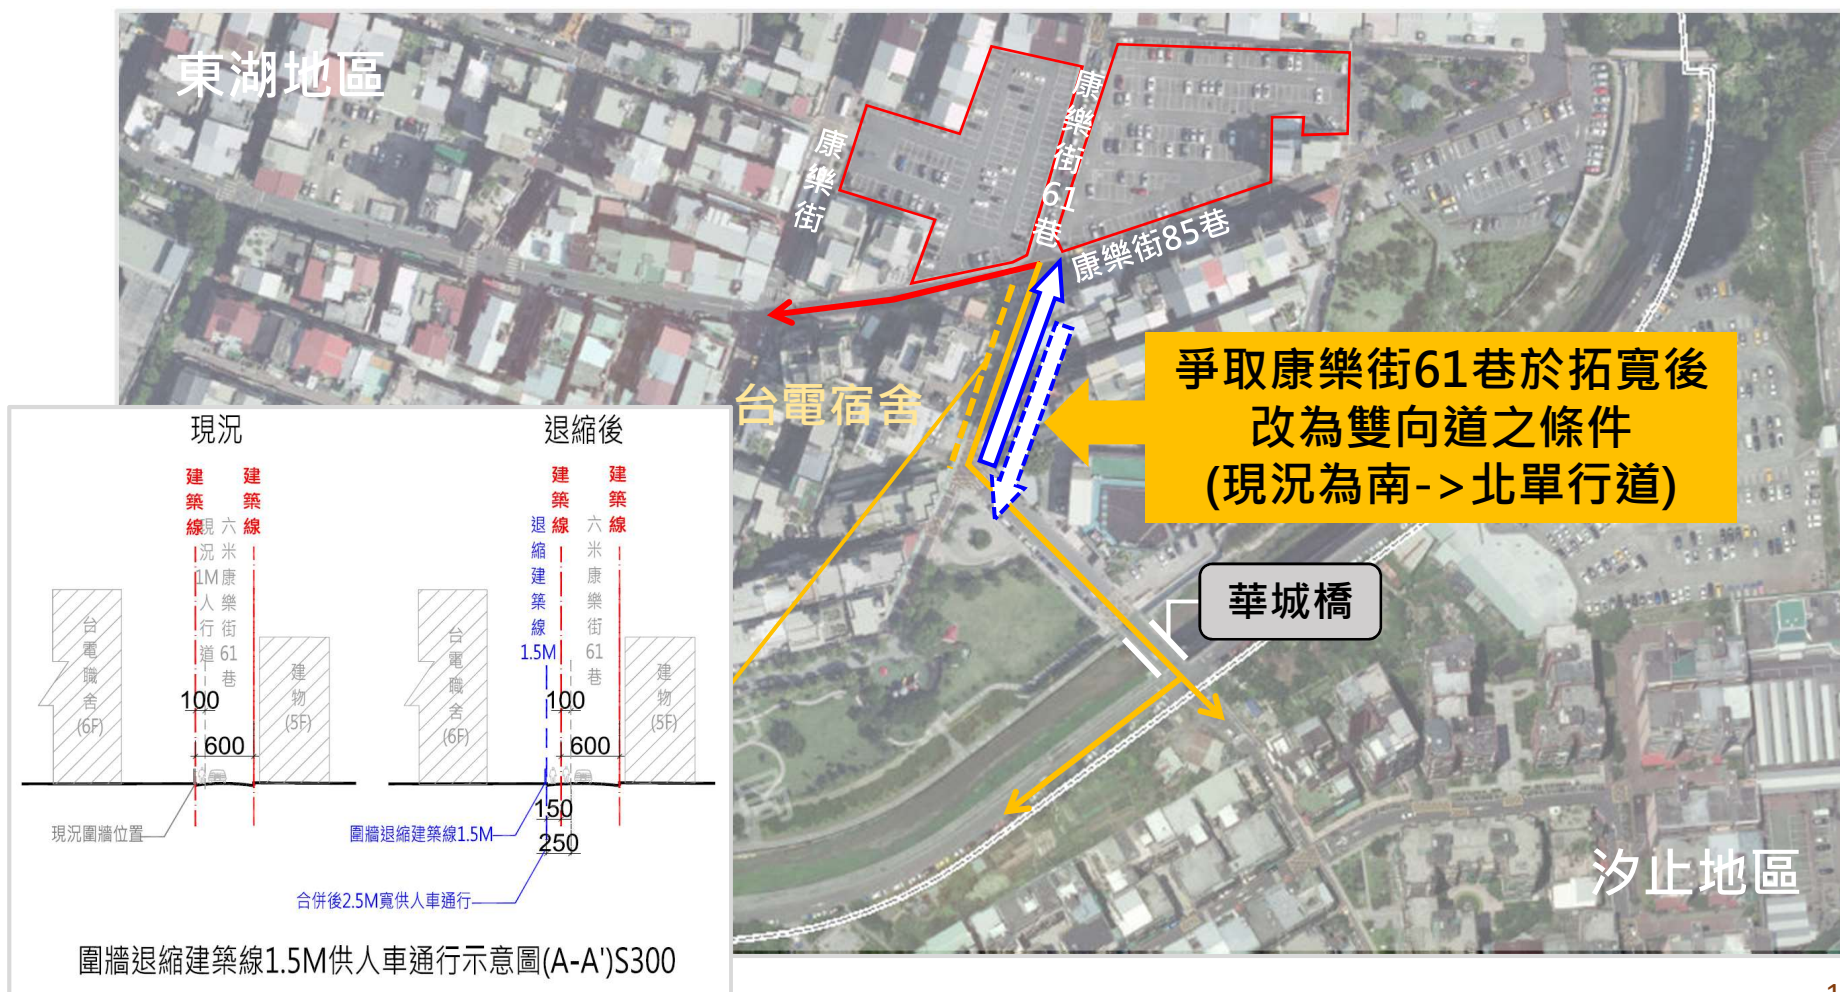 東湖地區
康樂街
康樂街61巷
康樂街85巷
台電宿舍
爭取康樂街61巷於拓寬後
改為雙向道之條件
(現況為南->北單行道)
華城橋
汐止地區
現況
建築線
建築線
現況1M人行道
六米康樂街61巷
台電職舍(6F)
建物(5F)
100
600
現況圍牆位置
退縮後
建築線
建築線
退縮建築線1.5M
六米康樂街61巷
台電職舍(6F)
建物(5F)
100
600
150
250
圍牆退縮建築線1.5M
合併後2.5M寬供人車通行
圍牆退縮建築線1.5M供人車通行示意圖(A-A')S300